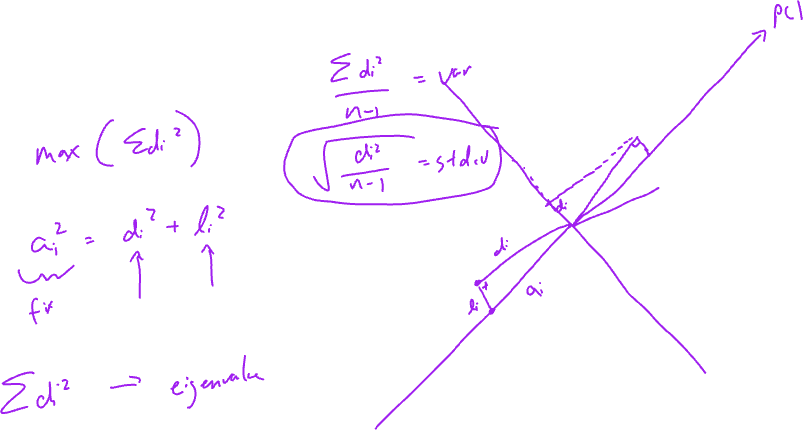 PC1
Σdi² / n-1 = var
max (Σdi²)
√(di² / n-1) = stdev
ai² = di² + li²
fix
di
di
li
ai
Σdi² → eigenvalue